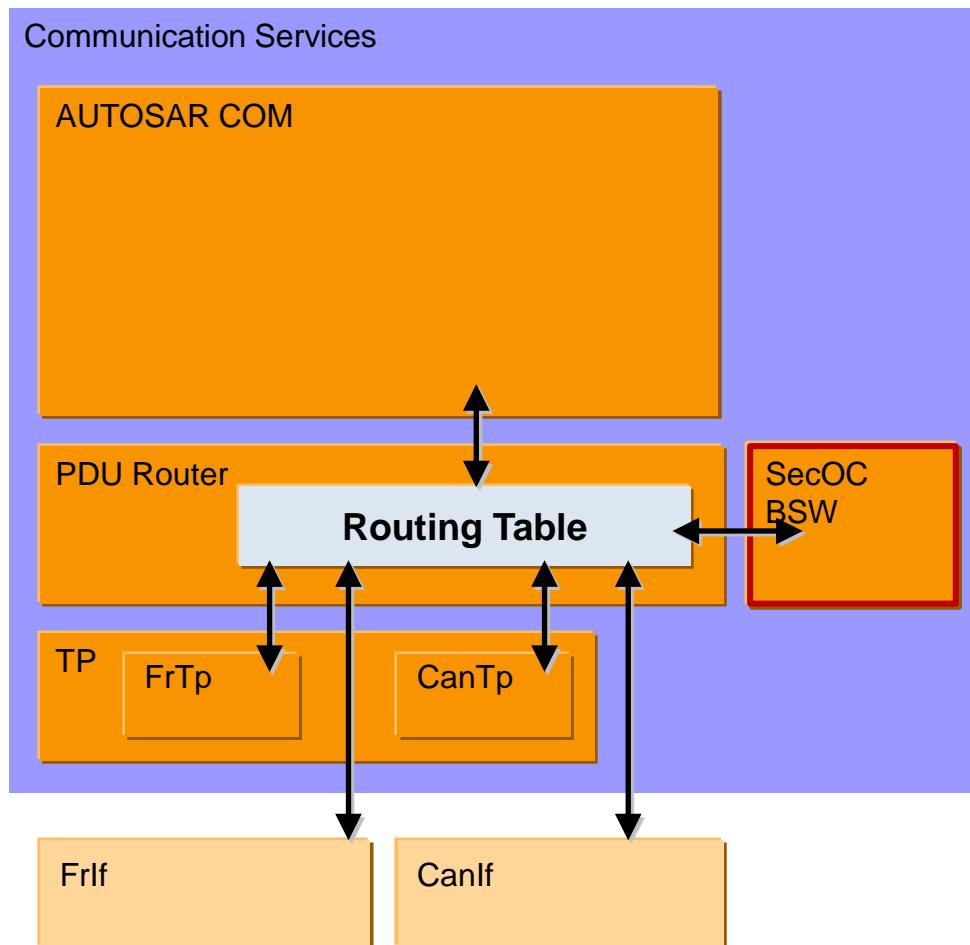 Communication Services
AUTOSAR COM
PDU Router
Routing Table
SecOC
BSW
TP
FrTp
CanTp
FrIf
CanIf